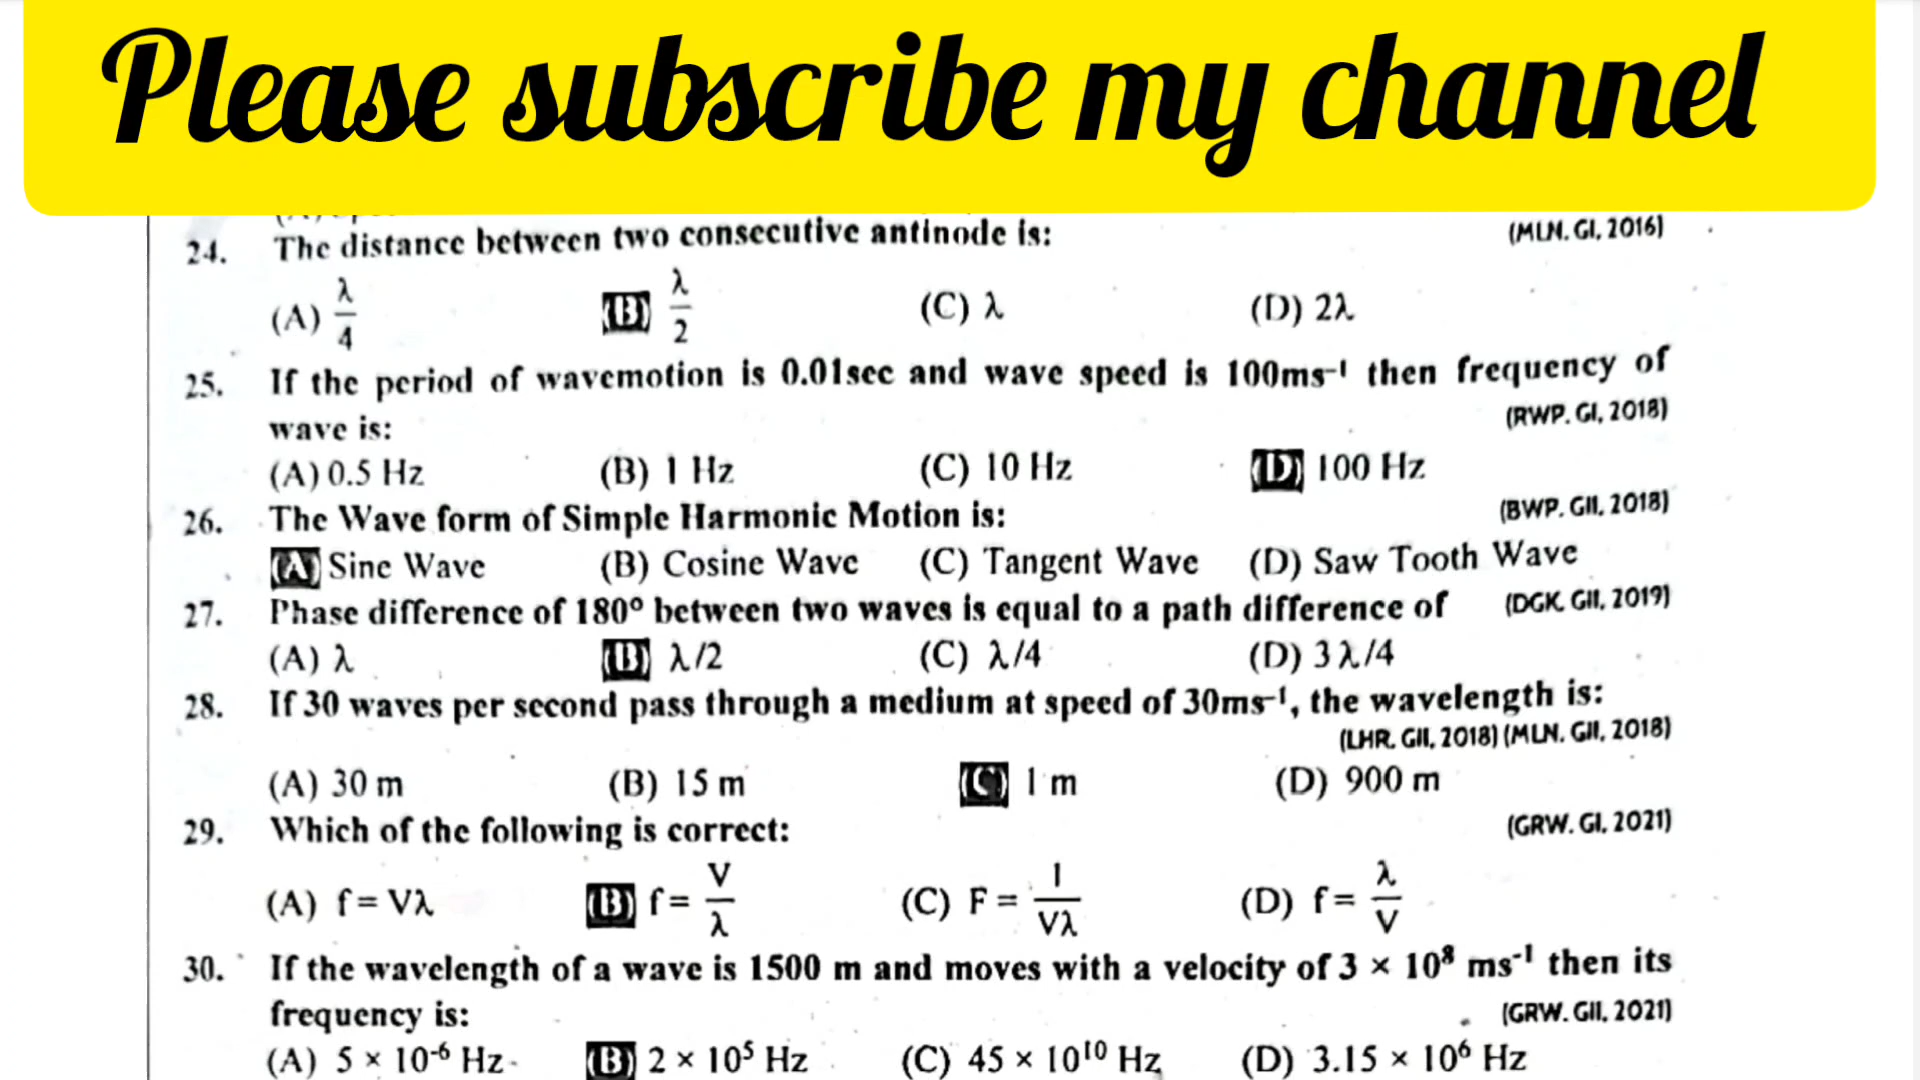 Please subscribe my channel
24. The distance between two consecutive antinode is: (MLN. GI, 2016)
(A) λ/4 (B) λ/2 (C) λ (D) 2λ
25. If the period of wavemotion is 0.01sec and wave speed is 100ms⁻¹ then frequency of
wave is: (RWP. GI, 2018)
(A) 0.5 Hz (B) 1 Hz (C) 10 Hz (D) 100 Hz
26. The Wave form of Simple Harmonic Motion is: (BWP. GII, 2018)
(A) Sine Wave (B) Cosine Wave (C) Tangent Wave (D) Saw Tooth Wave
27. Phase difference of 180° between two waves is equal to a path difference of (DGK. GII, 2019)
(A) λ (B) λ/2 (C) λ/4 (D) 3λ/4
28. If 30 waves per second pass through a medium at speed of 30ms⁻¹, the wavelength is:
(LHR. GII, 2018) (MLN. GII, 2018)
(A) 30 m (B) 15 m (C) 1 m (D) 900 m
29. Which of the following is correct: (GRW. GI, 2021)
(A) f = Vλ (B) f = V/λ (C) F = 1/Vλ (D) f = λ/V
30. If the wavelength of a wave is 1500 m and moves with a velocity of 3 × 10⁸ ms⁻¹ then its
frequency is: (GRW. GII, 2021)
(A) 5 × 10⁻⁶ Hz (B) 2 × 10⁵ Hz (C) 45 × 10¹⁰ Hz (D) 3.15 × 10⁶ Hz